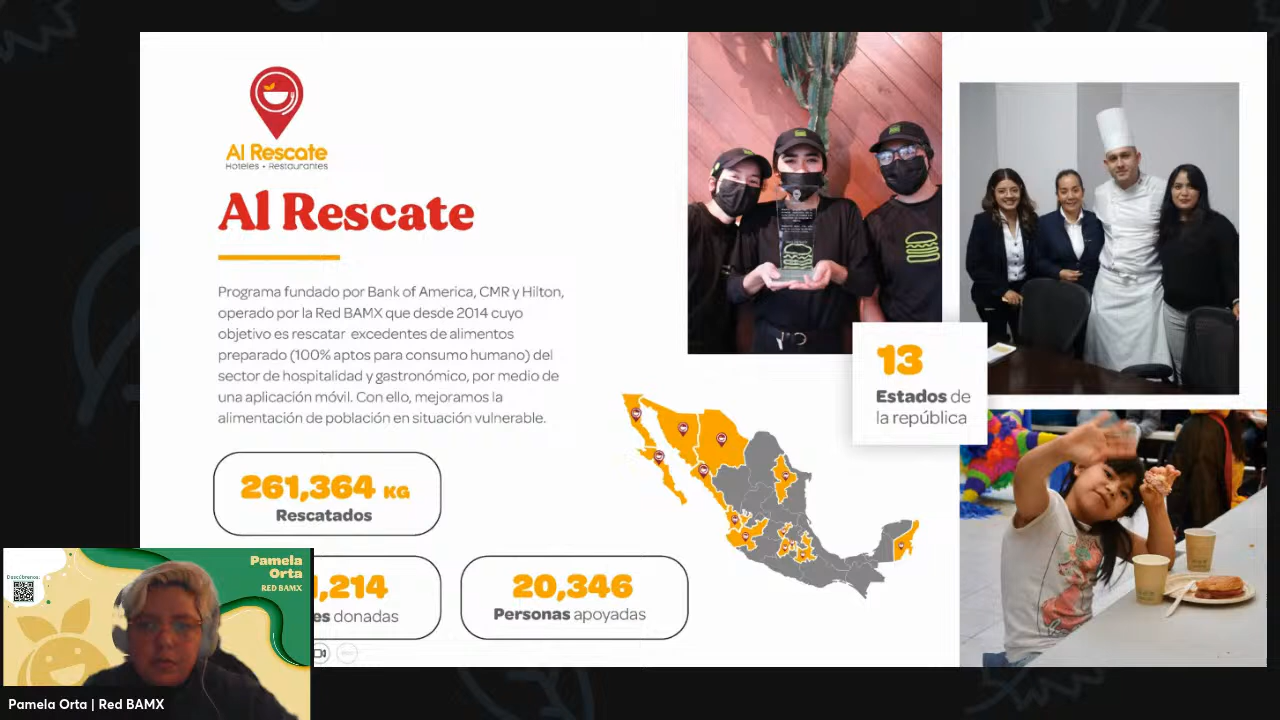 Al Rescate
Hoteles • Restaurantes
Al Rescate
Programa fundado por Bank of America, CMR y Hilton,
operado por la Red BAMX que desde 2014 cuyo
objetivo es rescatar excedentes de alimentos
preparado (100% aptos para consumo humano) del
sector de hospitalidad y gastronómico, por medio de
una aplicación móvil. Con ello, mejoramos la
alimentación de población en situación vulnerable.
13
Estados de
la república
261,364 KG
Rescatados
,214
es donadas
20,346
Personas apoyadas
Descúbrenos:
Pamela
Orta
RED BAMX
Pamela Orta | Red BAMX